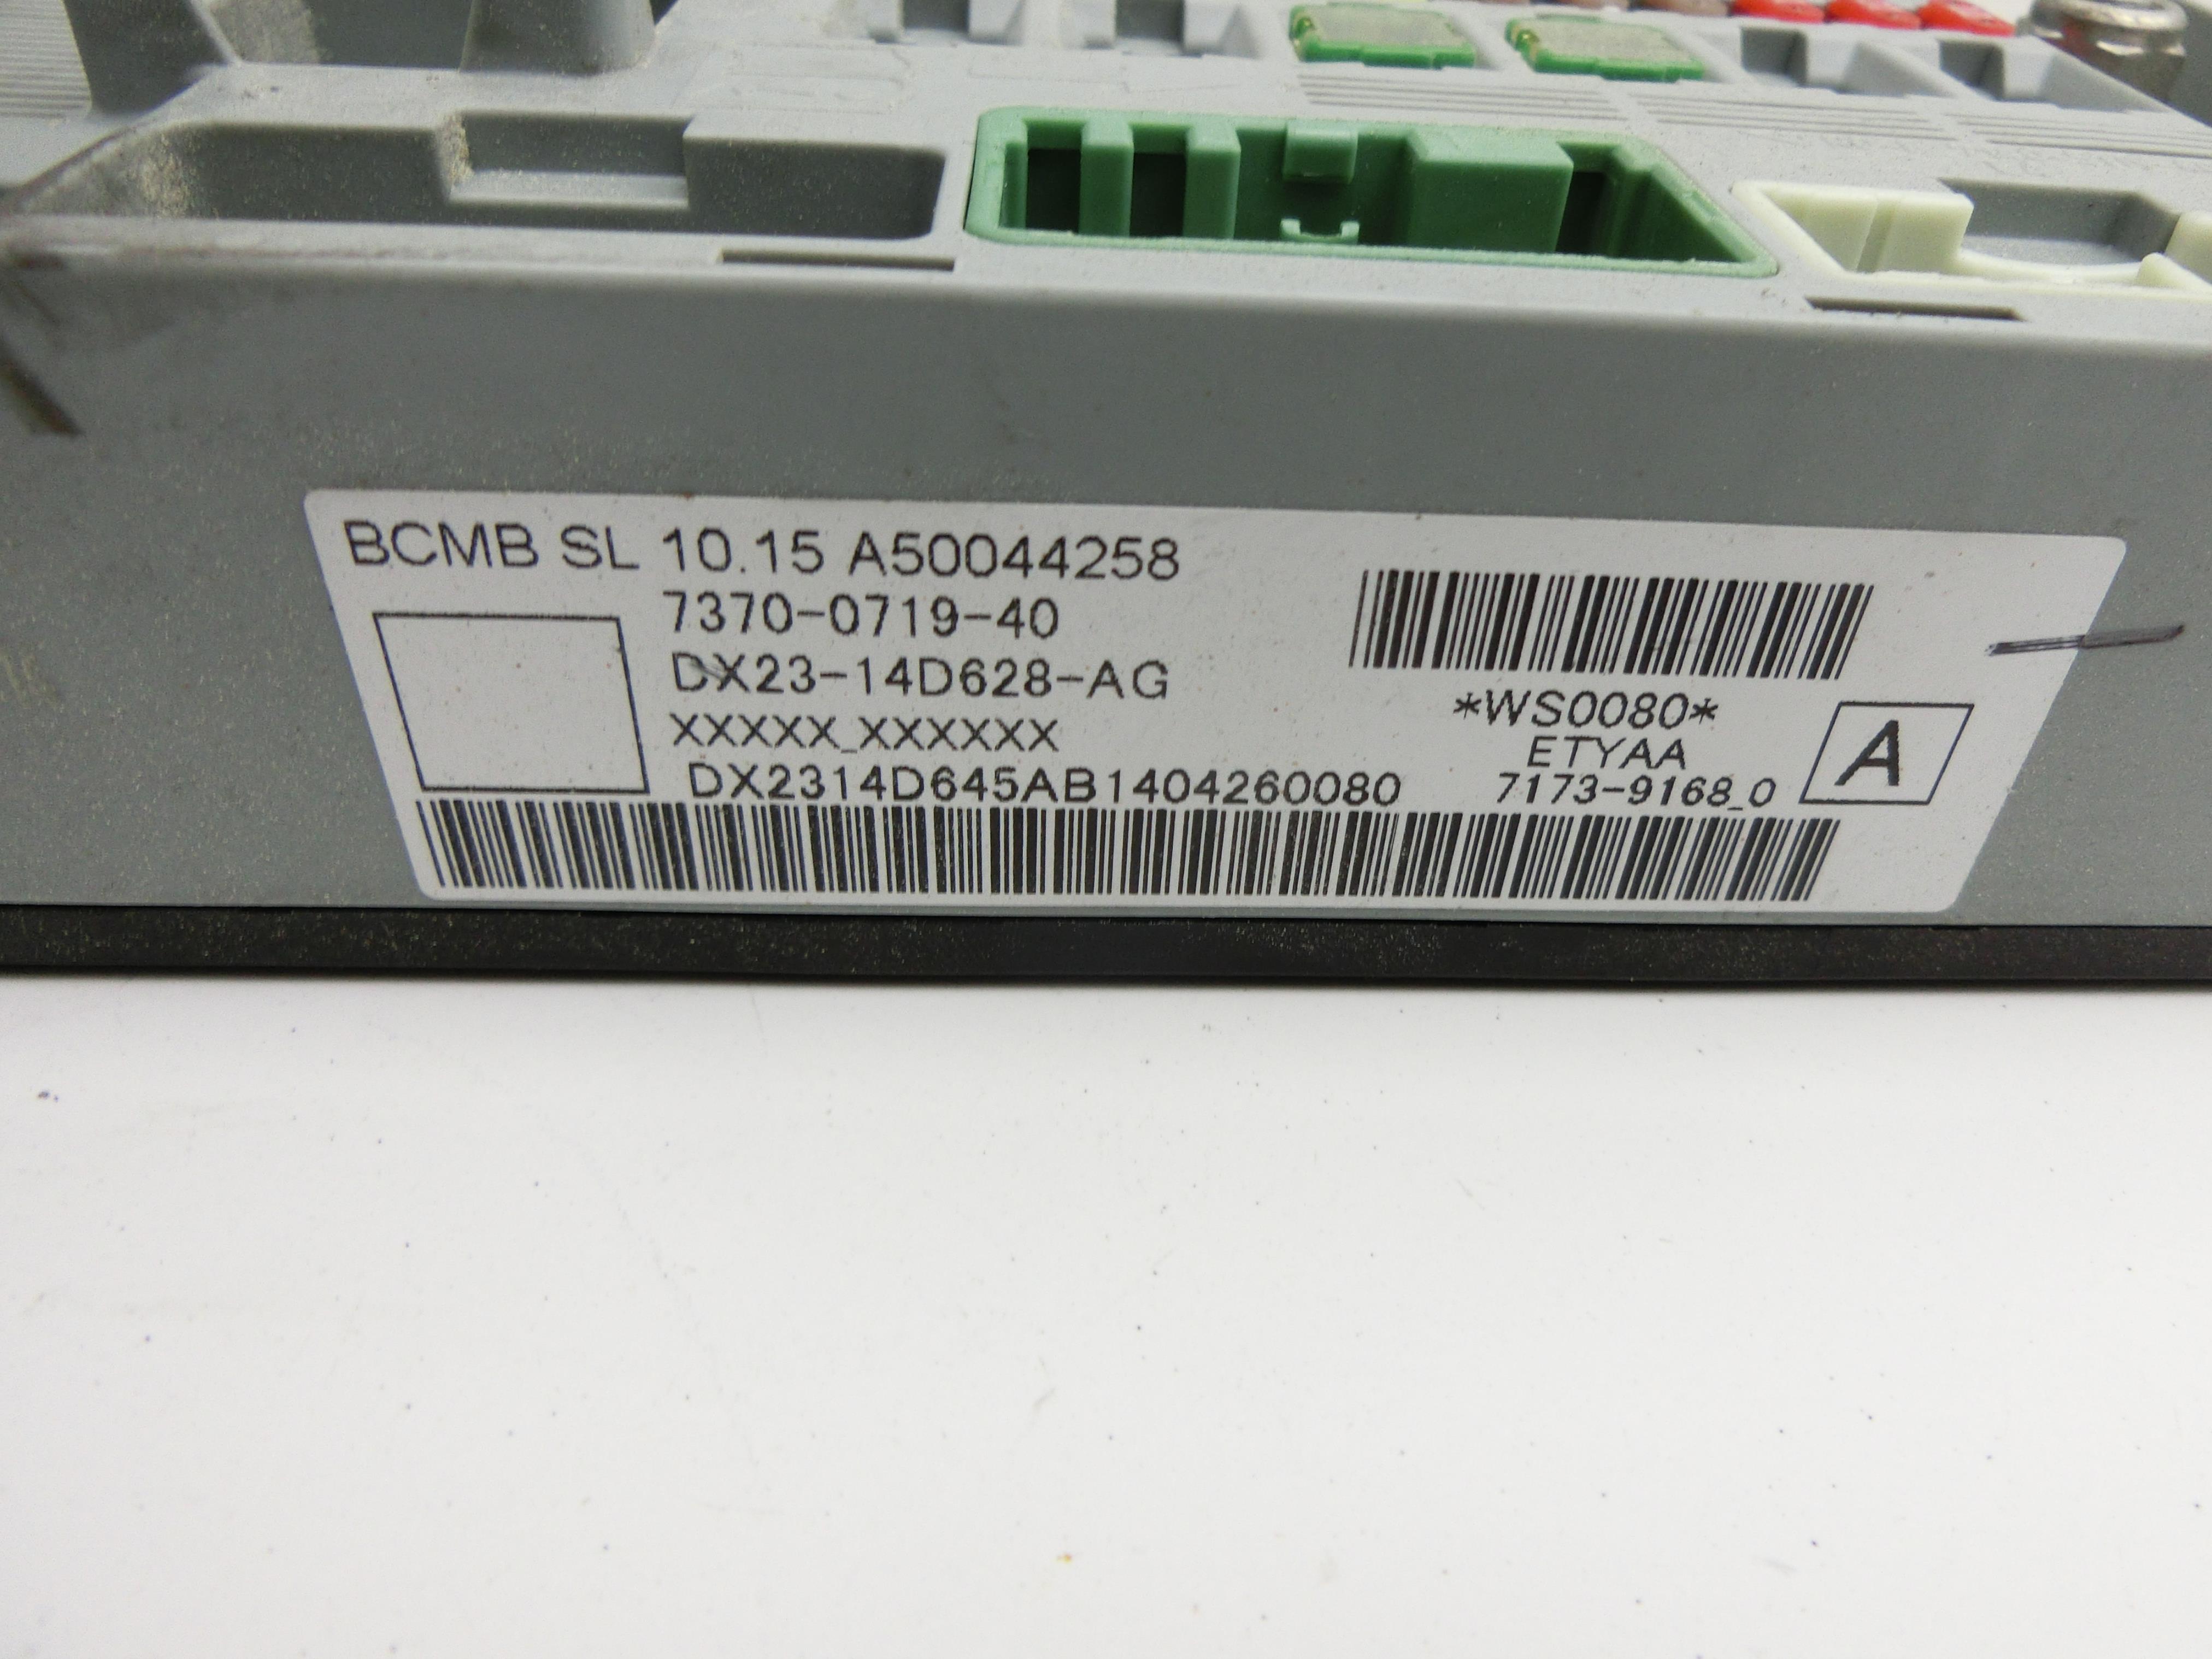 BCMB SL 10.15 A50044258
7370-0719-40
DX23-14D628-AG
XXXXX_XXXXXX
DX2314D645AB1404260080
*WS0080*
ETYAA
7173-9168_0
A